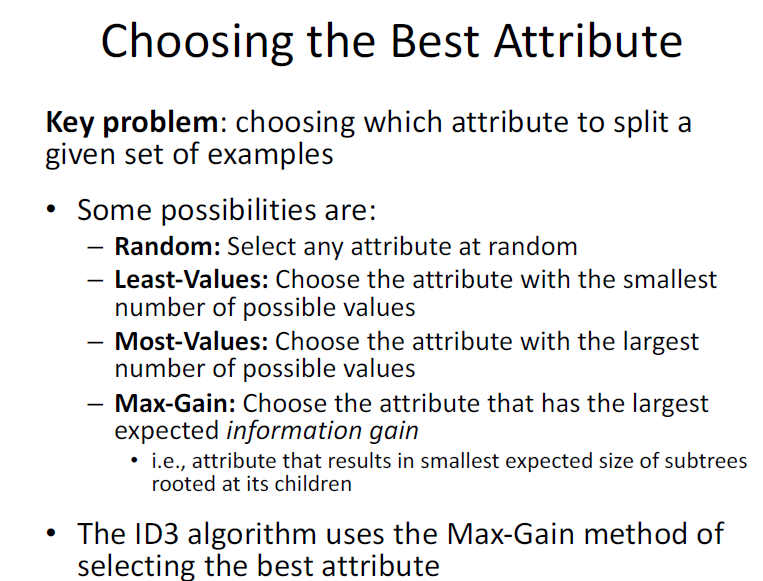 Choosing the Best Attribute
Key problem: choosing which attribute to split a
given set of examples
• Some possibilities are:
– Random: Select any attribute at random
– Least-Values: Choose the attribute with the smallest
number of possible values
– Most-Values: Choose the attribute with the largest
number of possible values
– Max-Gain: Choose the attribute that has the largest
expected information gain
• i.e., attribute that results in smallest expected size of subtrees
rooted at its children
• The ID3 algorithm uses the Max-Gain method of
selecting the best attribute